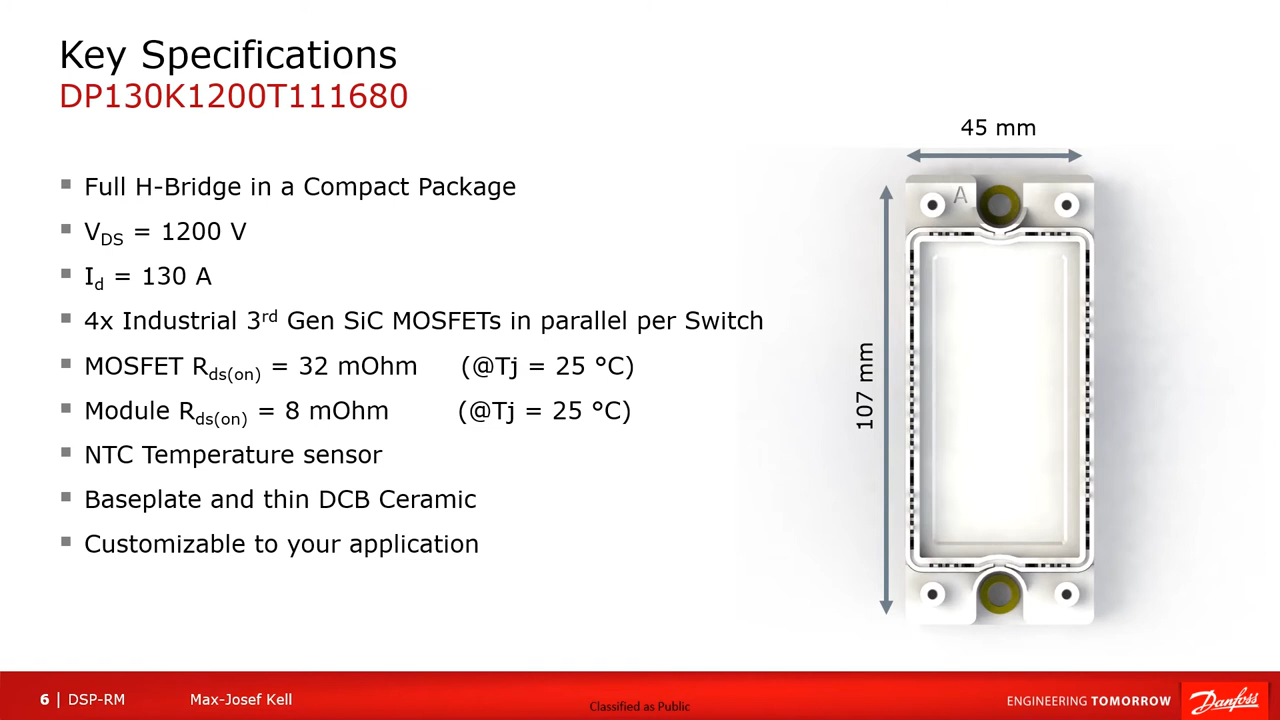 Key Specifications
DP130K1200T111680
Full H-Bridge in a Compact Package
VDS = 1200 V
Id = 130 A
4x Industrial 3rd Gen SiC MOSFETs in parallel per Switch
MOSFET Rds(on) = 32 mOhm (@Tj = 25 °C)
Module Rds(on) = 8 mOhm (@Tj = 25 °C)
NTC Temperature sensor
Baseplate and thin DCB Ceramic
Customizable to your application
45 mm
107 mm
A
6 | DSP-RM Max-Josef Kell
Classified as Public
ENGINEERING TOMORROW
Danfoss